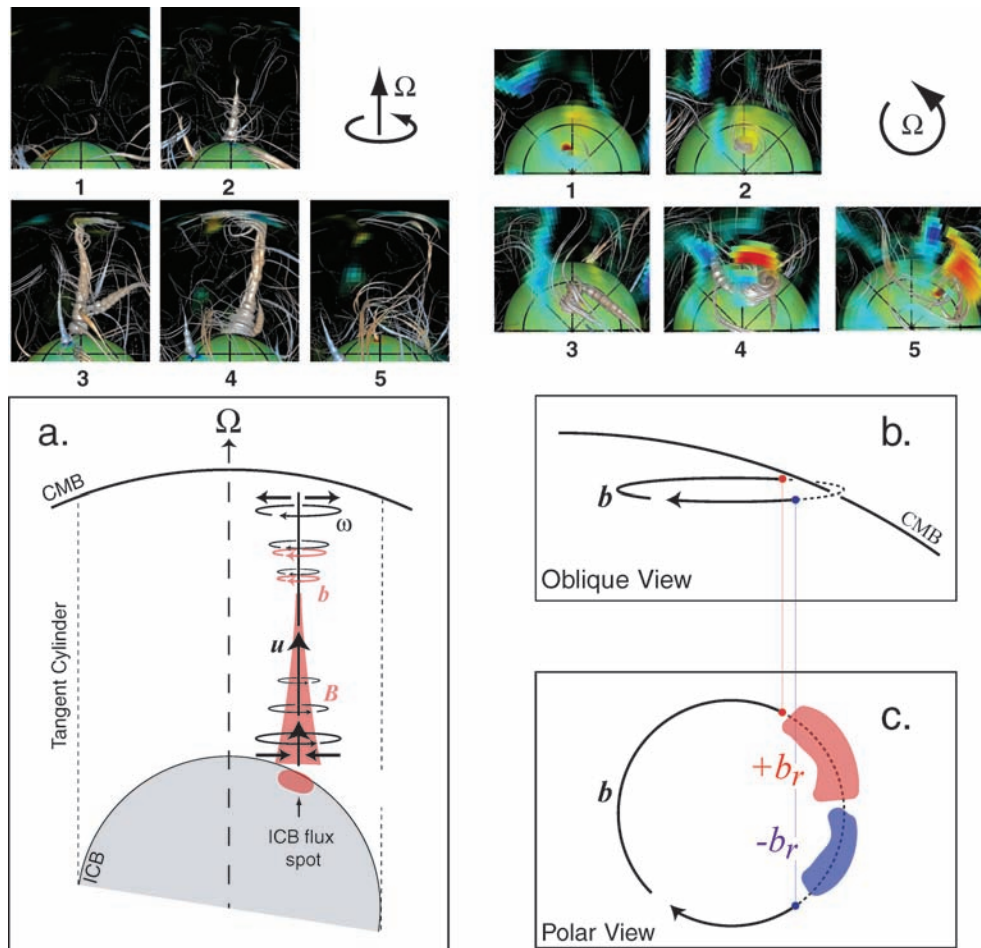 Ω
Ω
1
2
1
2
3
4
5
3
4
5
a.
Ω
CMB
ω
b
u
B
Tangent Cylinder
ICB flux
spot
ICB
b.
b
CMB
Oblique View
c.
+b_r
b
-b_r
Polar View